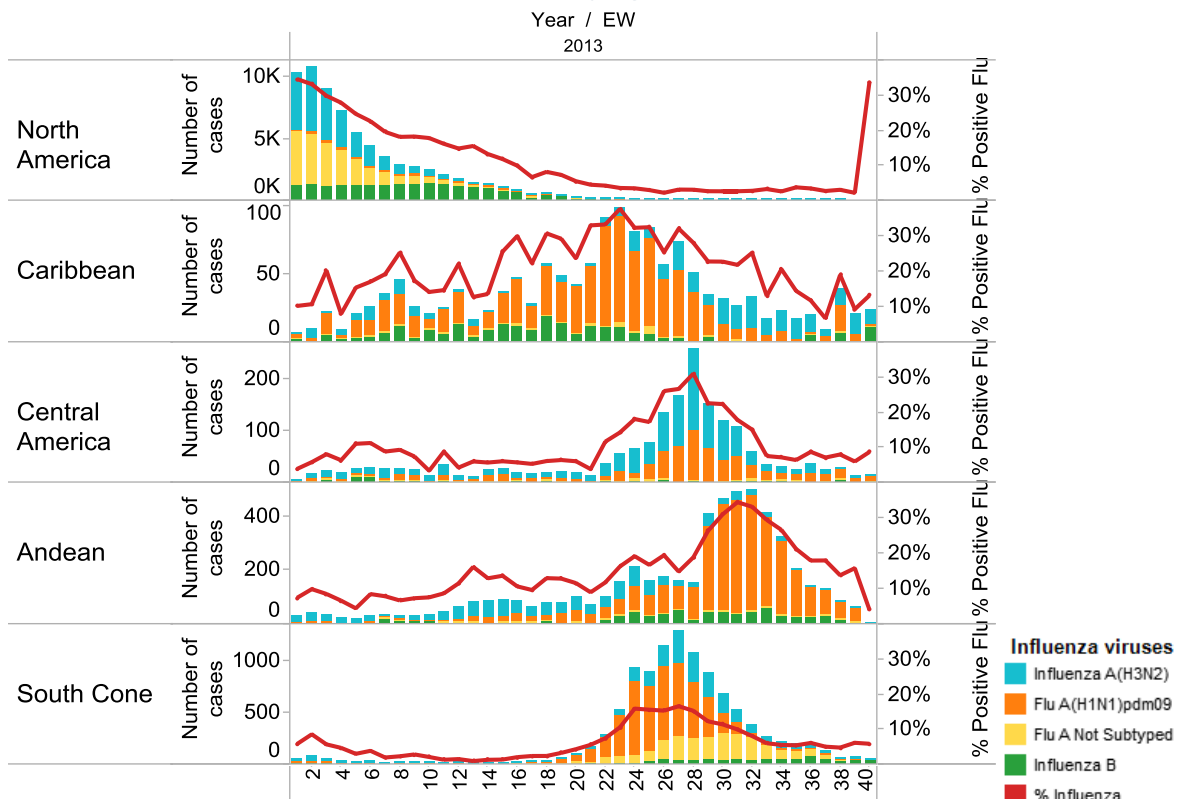 Year / EW
2013
North
America
Number of
cases
10K
5K
0K
30%
20%
10%
% Positive Flu
Caribbean
Number of
cases
100
50
0
30%
20%
10%
% Positive Flu
Central
America
Number of
cases
200
100
0
30%
20%
10%
% Positive Flu
Andean
Number of
cases
400
200
0
30%
20%
10%
% Positive Flu
South Cone
Number of
cases
1000
500
0
30%
20%
10%
% Positive Flu
2 4 6 8 10 12 14 16 18 20 22 24 26 28 30 32 34 36 38 40
Influenza viruses
Influenza A(H3N2)
Flu A(H1N1)pdm09
Flu A Not Subtyped
Influenza B
% Influenza